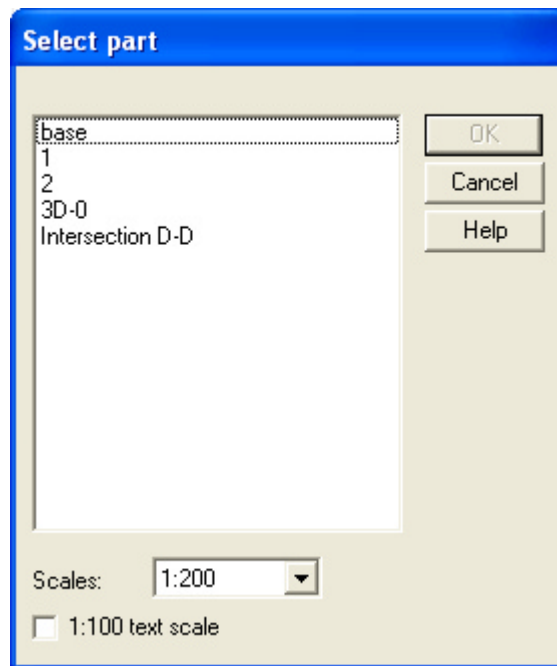 Select part
base
1
2
3D-0
Intersection D-D
OK
Cancel
Help
Scales: 1:200
1:100 text scale